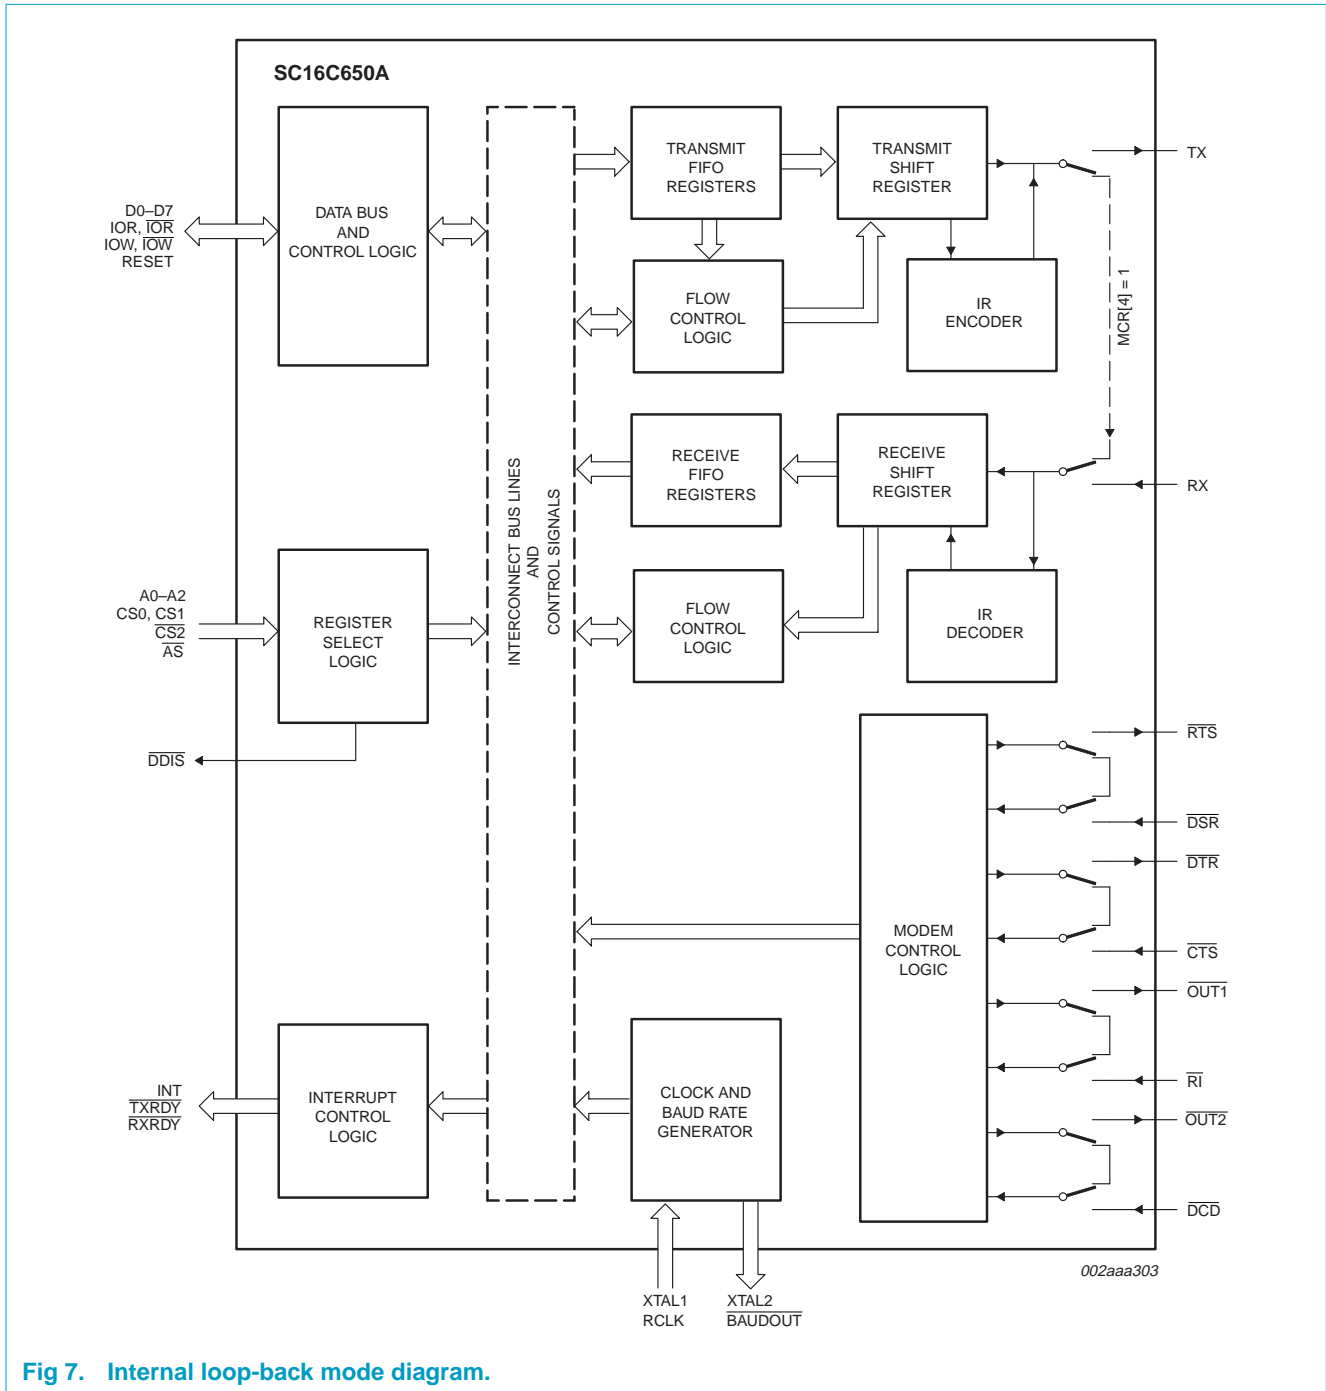 SC16C650A
D0–D7
IOR, IOR
IOW, IOW
RESET
DATA BUS
AND
CONTROL LOGIC
TRANSMIT
FIFO
REGISTERS
TRANSMIT
SHIFT
REGISTER
TX
FLOW
CONTROL
LOGIC
IR
ENCODER
MCR[4] = 1
INTERCONNECT BUS LINES
AND
CONTROL SIGNALS
RECEIVE
FIFO
REGISTERS
RECEIVE
SHIFT
REGISTER
RX
A0–A2
CS0, CS1
CS2
AS
REGISTER
SELECT
LOGIC
FLOW
CONTROL
LOGIC
IR
DECODER
DDIS
MODEM
CONTROL
LOGIC
RTS
DSR
DTR
CTS
OUT1
RI
OUT2
DCD
INT
TXRDY
RXRDY
INTERRUPT
CONTROL
LOGIC
CLOCK AND
BAUD RATE
GENERATOR
XTAL1
RCLK
XTAL2
BAUDOUT
002aaa303
Fig 7. Internal loop-back mode diagram.